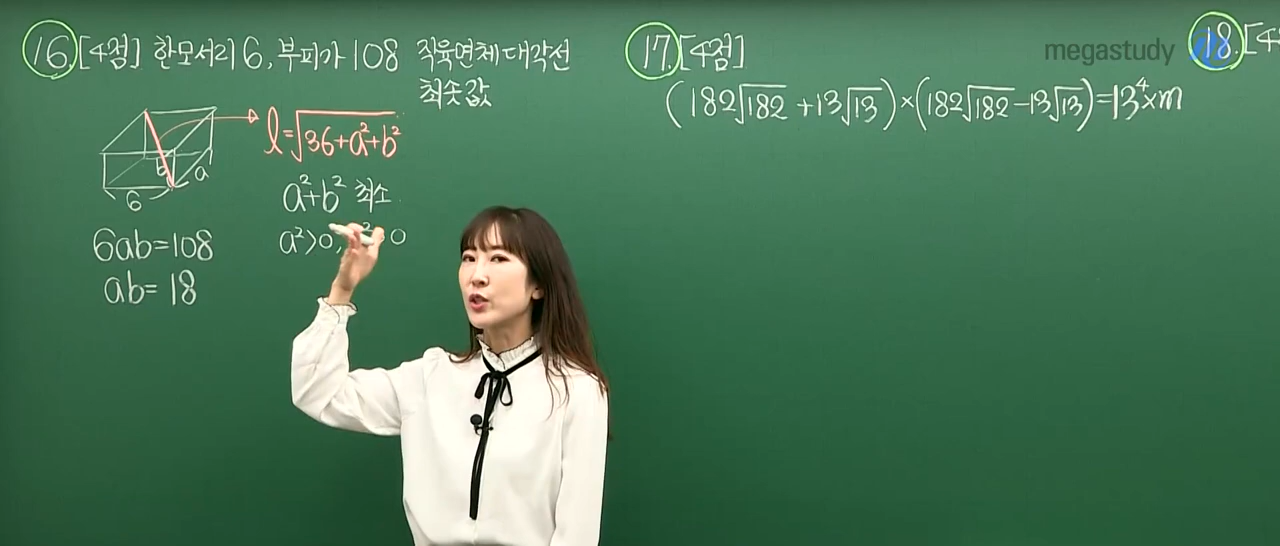 16. [4점] 한모서리 6, 부피가 108 직육면체 대각선
최솟값
l=√36+a²+b²
b
a
6
a²+b² 최소
6ab=108
a²>0, ² 0
ab= 18
17. [4점]
(182√182 +13√13)×(182√182-13√13)=13⁴×m
megastudy
18. [4